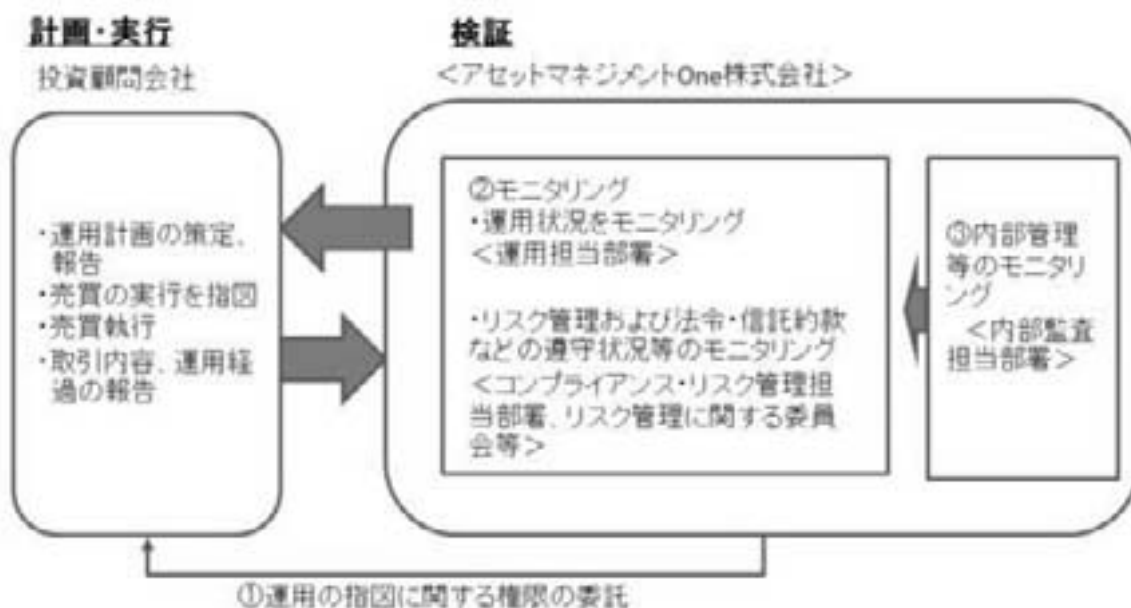 計画・実行
投資顧問会社
・運用計画の策定、
報告
・売買の実行を指図
・売買執行
・取引内容、運用経
過の報告
検証
＜アセットマネジメントOne株式会社＞
②モニタリング
・運用状況をモニタリング
＜運用担当部署＞
・リスク管理および法令・信託約款
などの遵守状況等のモニタリング
＜コンプライアンス・リスク管理担
当部署、リスク管理に関する委員
会等＞
③内部管理
等のモニタリ
ング
＜内部監査
担当部署＞
①運用の指図に関する権限の委託